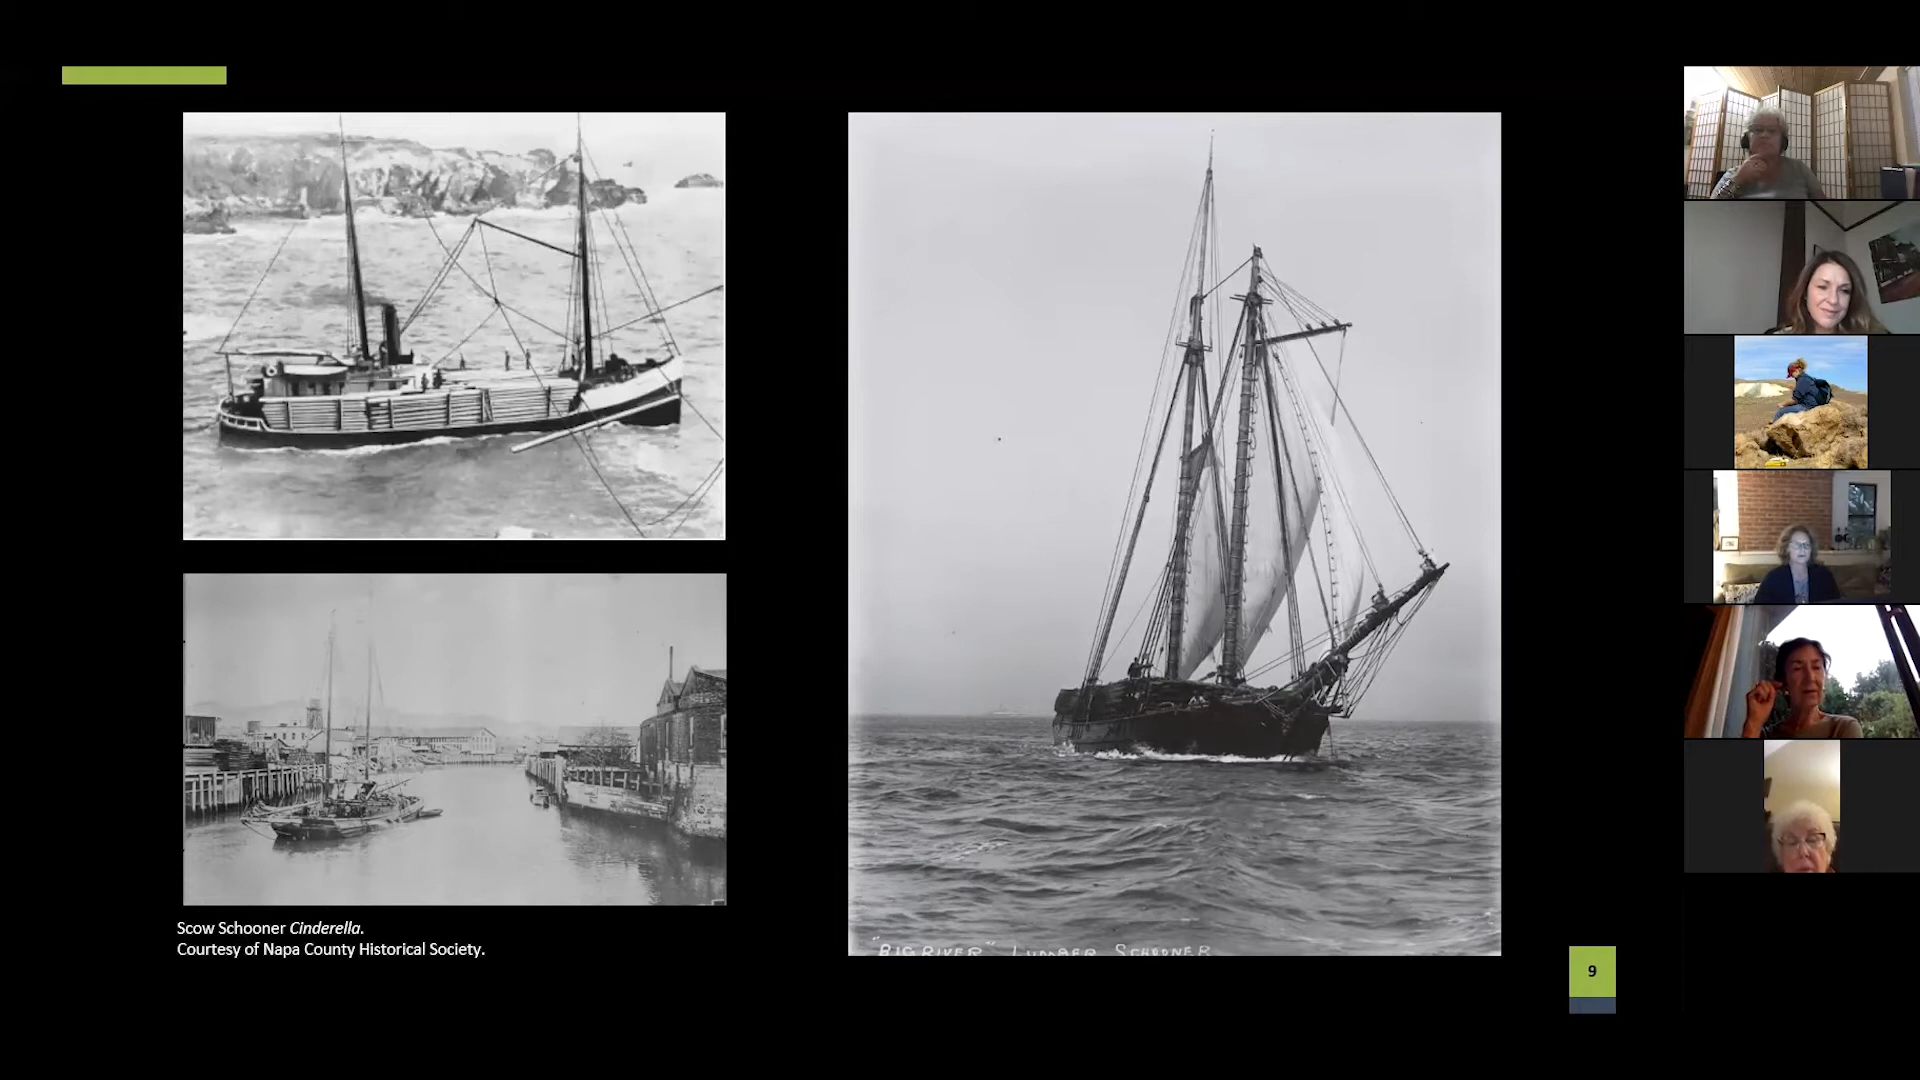 Scow Schooner Cinderella.
Courtesy of Napa County Historical Society.
"BIG RIVER" LUMBER SCHOONER
9